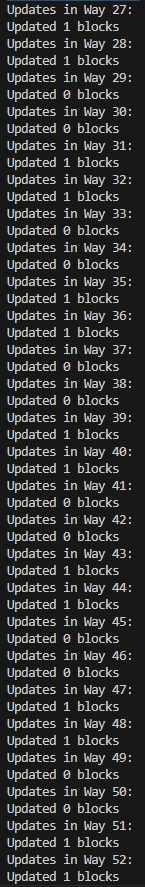 Updates in Way 27:
Updated 1 blocks
Updates in Way 28:
Updated 1 blocks
Updates in Way 29:
Updated 0 blocks
Updates in Way 30:
Updated 0 blocks
Updates in Way 31:
Updated 1 blocks
Updates in Way 32:
Updated 1 blocks
Updates in Way 33:
Updated 0 blocks
Updates in Way 34:
Updated 0 blocks
Updates in Way 35:
Updated 1 blocks
Updates in Way 36:
Updated 1 blocks
Updates in Way 37:
Updated 0 blocks
Updates in Way 38:
Updated 0 blocks
Updates in Way 39:
Updated 1 blocks
Updates in Way 40:
Updated 1 blocks
Updates in Way 41:
Updated 0 blocks
Updates in Way 42:
Updated 0 blocks
Updates in Way 43:
Updated 1 blocks
Updates in Way 44:
Updated 1 blocks
Updates in Way 45:
Updated 0 blocks
Updates in Way 46:
Updated 0 blocks
Updates in Way 47:
Updated 1 blocks
Updates in Way 48:
Updated 1 blocks
Updates in Way 49:
Updated 0 blocks
Updates in Way 50:
Updated 0 blocks
Updates in Way 51:
Updated 1 blocks
Updates in Way 52:
Updated 1 blocks